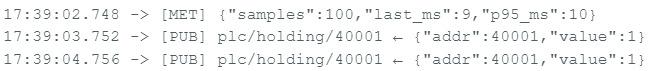 17:39:02.748 -> [MET] {"samples":100,"last_ms":9,"p95_ms":10}
17:39:03.752 -> [PUB] plc/holding/40001 ← {"addr":40001,"value":1}
17:39:04.756 -> [PUB] plc/holding/40001 ← {"addr":40001,"value":1}